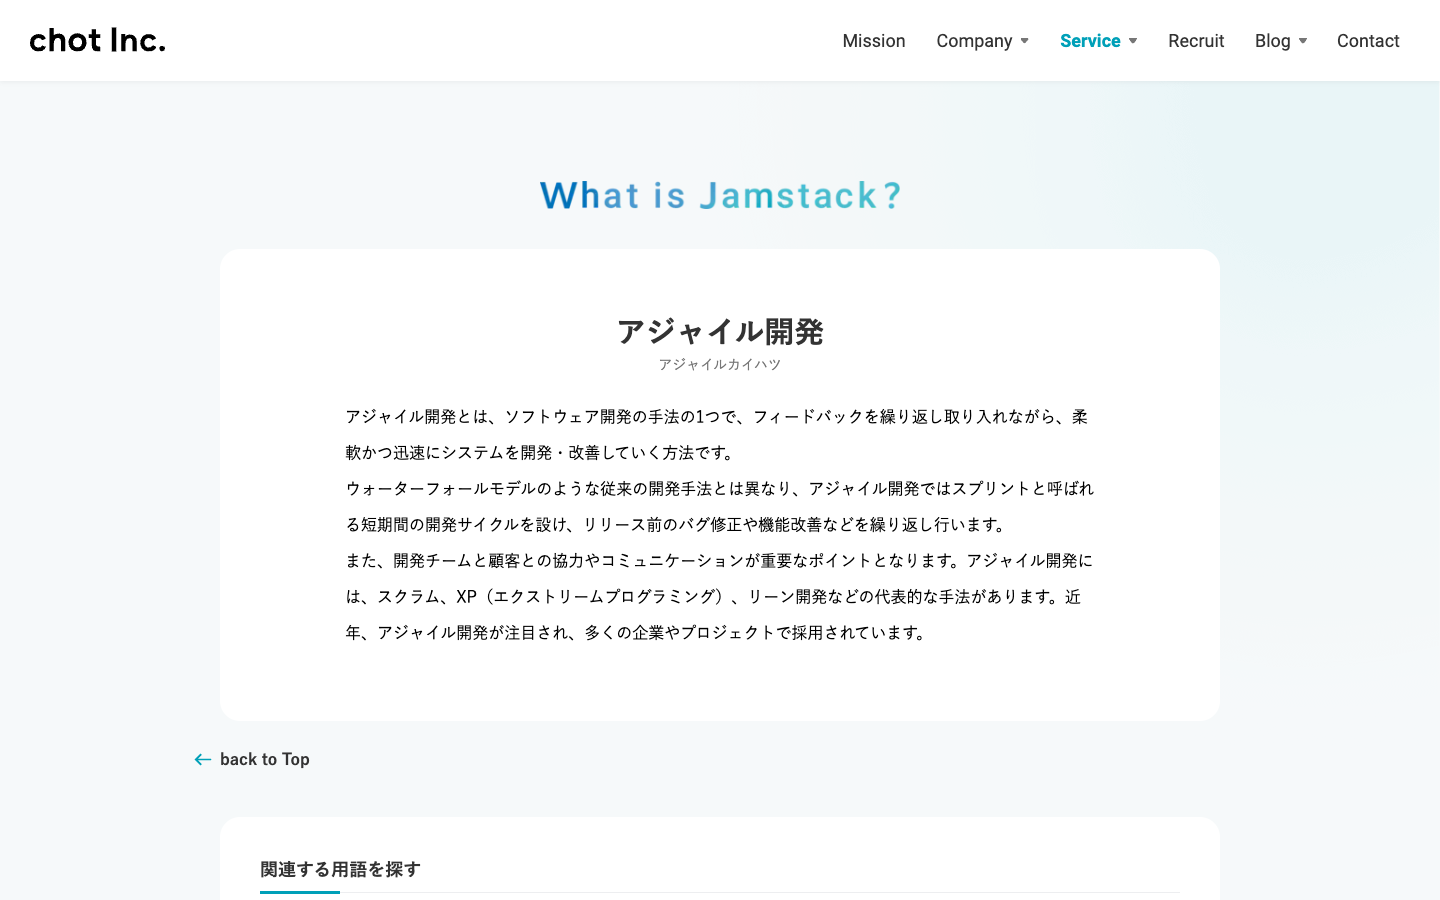 chot Inc.
Mission Company Service Recruit Blog Contact
What is Jamstack?
アジャイル開発
アジャイルカイハツ
アジャイル開発とは、ソフトウェア開発の手法の1つで、フィードバックを繰り返し取り入れながら、柔
軟かつ迅速にシステムを開発・改善していく方法です。
ウォーターフォールモデルのような従来の開発手法とは異なり、アジャイル開発ではスプリントと呼ばれ
る短期間の開発サイクルを設け、リリース前のバグ修正や機能改善などを繰り返し行います。
また、開発チームと顧客との協力やコミュニケーションが重要なポイントとなります。アジャイル開発に
は、スクラム、XP（エクストリームプログラミング）、リーン開発などの代表的な手法があります。近
年、アジャイル開発が注目され、多くの企業やプロジェクトで採用されています。
back to Top
関連する用語を探す